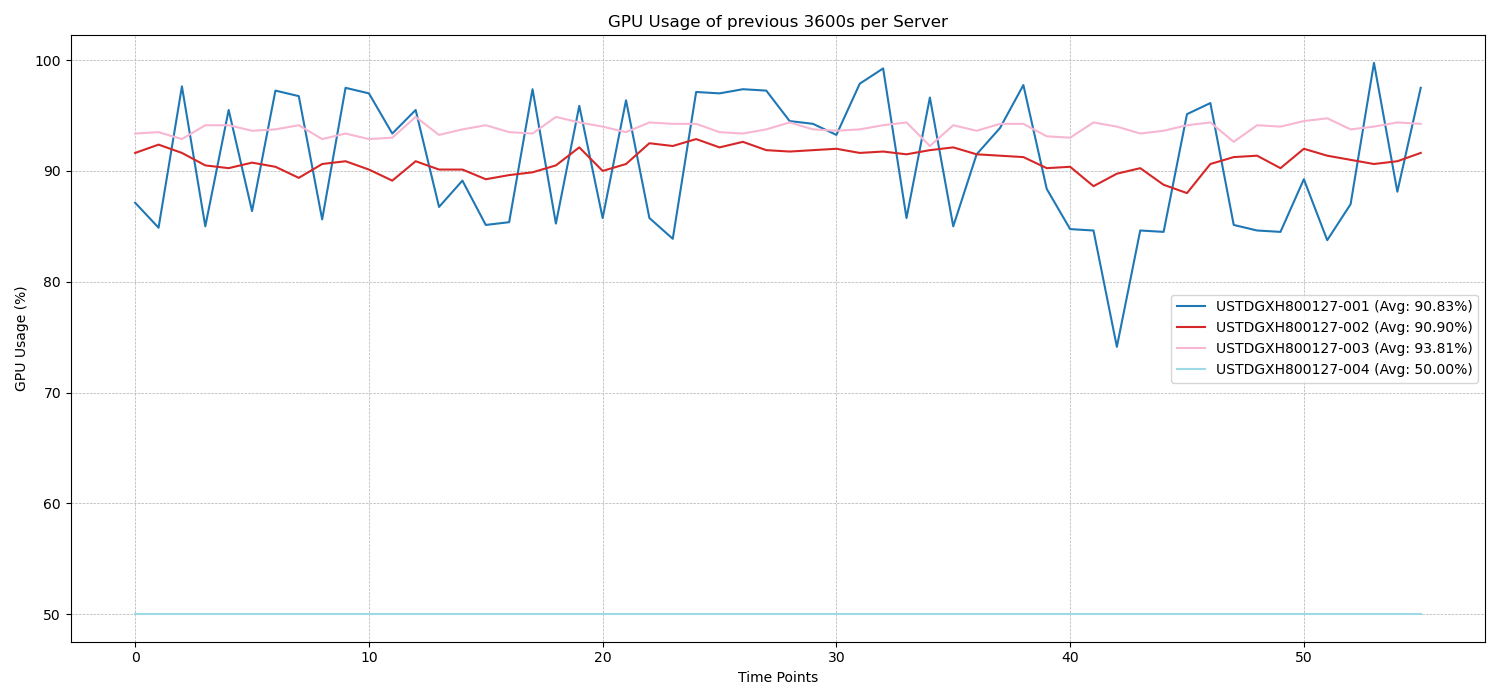 GPU Usage of previous 3600s per Server
GPU Usage (%)
100
90
80
70
60
50
USTDGXH800127-001 (Avg: 90.83%)
USTDGXH800127-002 (Avg: 90.90%)
USTDGXH800127-003 (Avg: 93.81%)
USTDGXH800127-004 (Avg: 50.00%)
0 10 20 30 40 50
Time Points